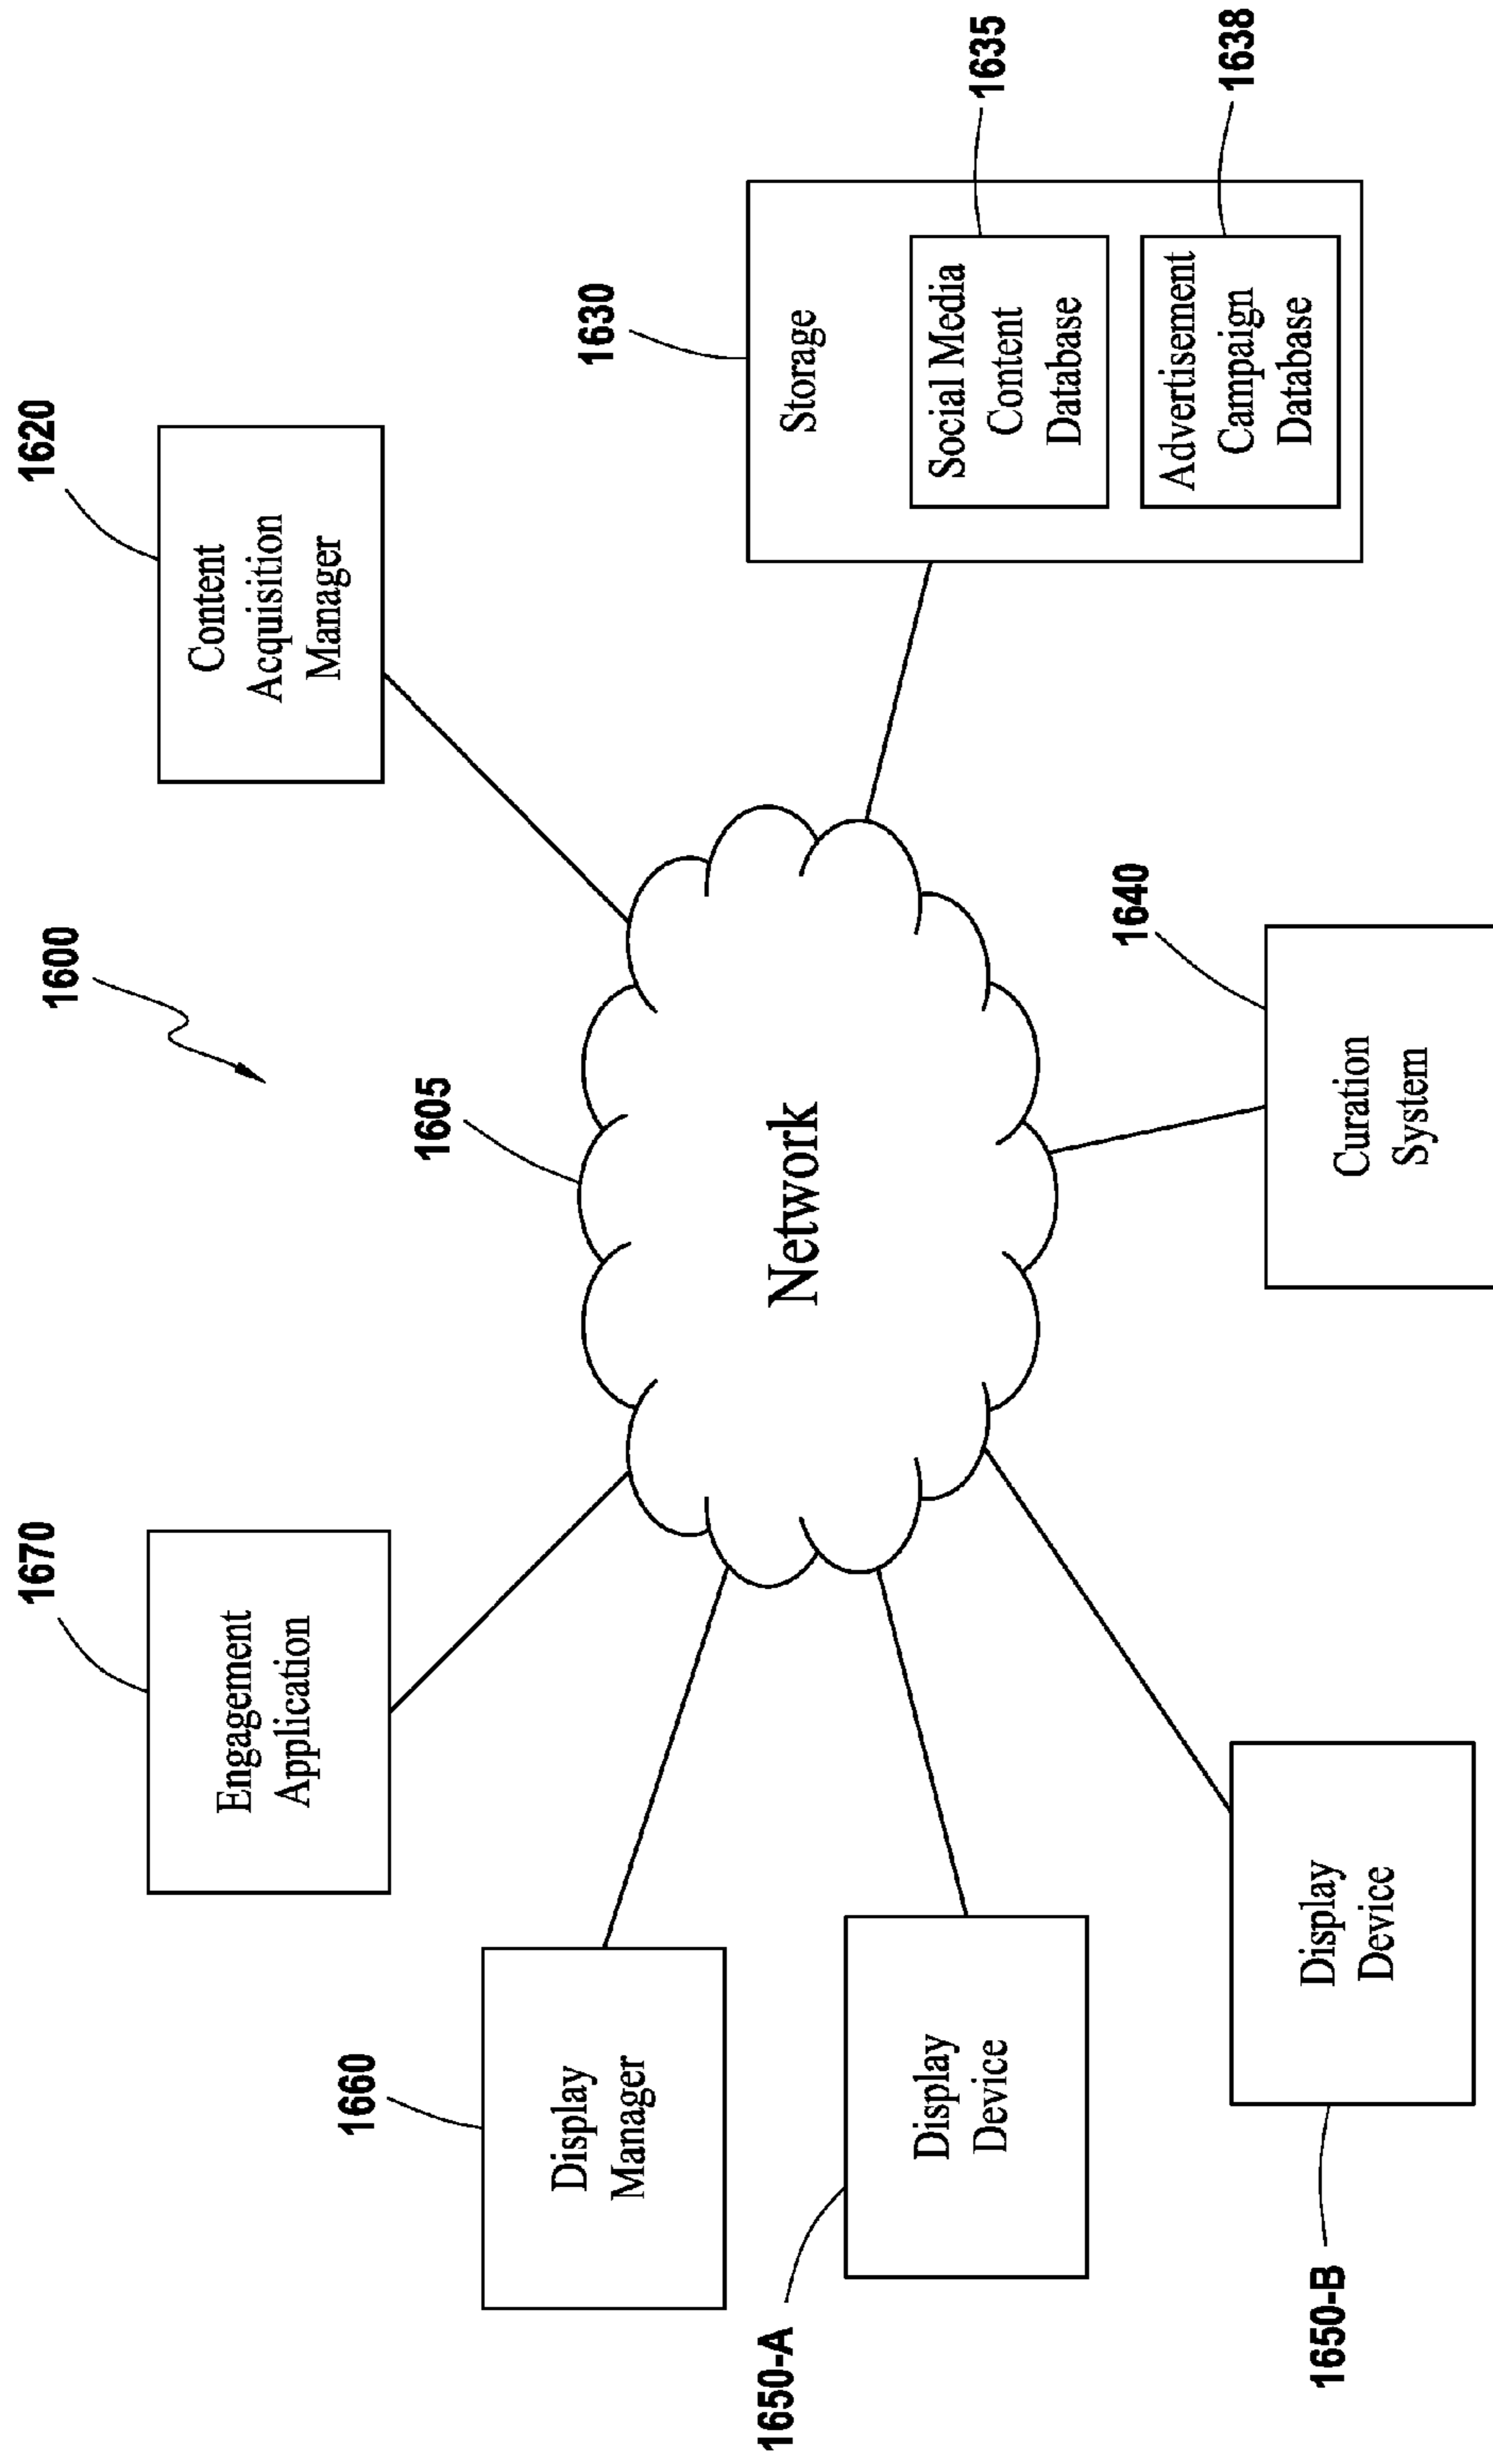 1600
1670
Engagement
Application
1620
Content
Acquisition
Manager
1605
Network
1660
Display
Manager
1630
Storage
1635
Social Media
Content
Database
1638
Advertisement
Campaign
Database
1650-A
Display
Device
1650-B
Display
Device
1640
Curation
System